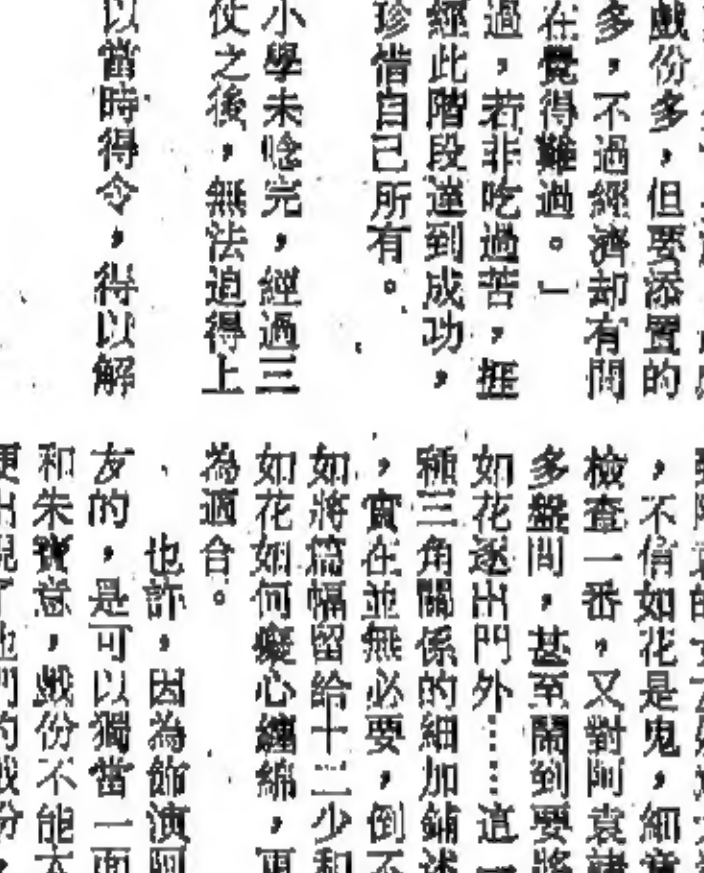 戲份多，但要添置的
多，不過經濟却有問
在覺得難過。」
過，若非吃過苦，捱
經此階段達到成功，
珍惜自己所有。
小學未唸完，經過三
仗之後，無法追得上
以當時得令，得以解
，不信如花是鬼，細
檢查一番，又對阿袁諸
多盤問，甚至鬧到要將
如花逐出門外……這一
種三角關係的細加鋪述
，實在並無必要，倒不
如將篇幅留給十二少和
如花如何癡心纏綿，更
為適合。
也許，因為飾演阿
友的，是可以獨當一面
和朱寶意，戲份不能太